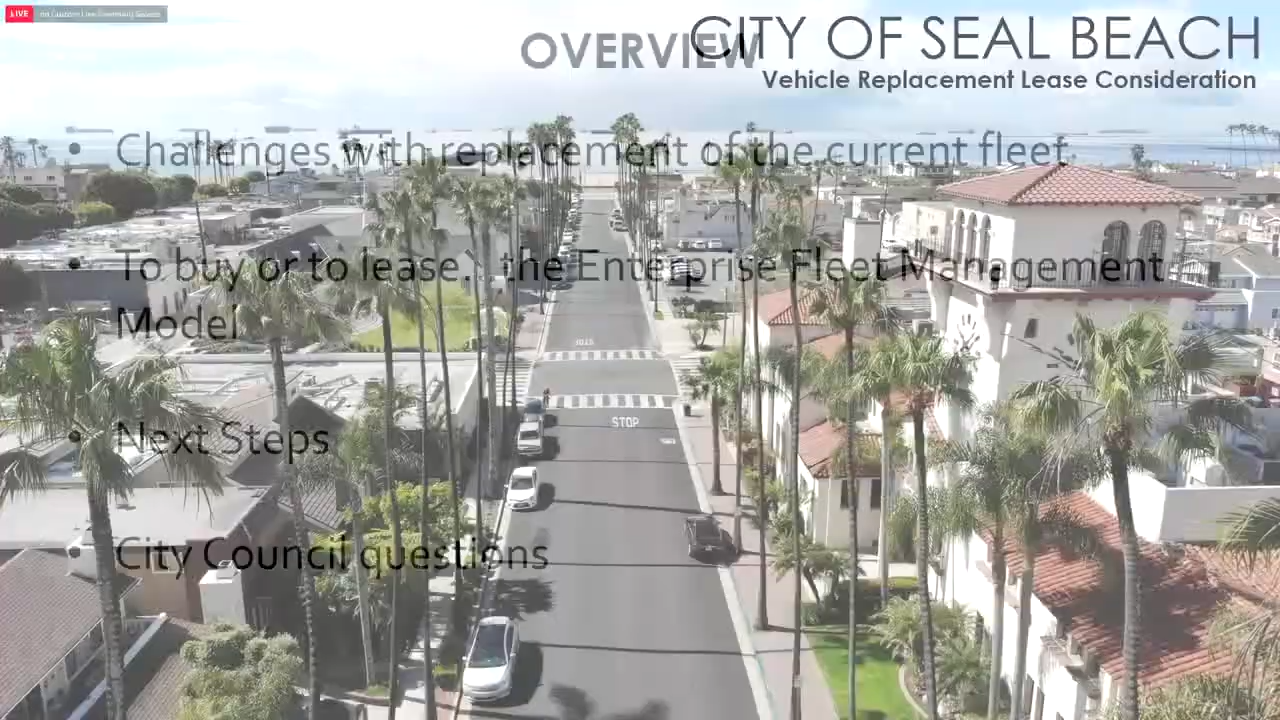 LIVE
CITY OF SEAL BEACH
OVERVIEW
Vehicle Replacement Lease Consideration
• Challenges with replacement of the current fleet
• To buy or to lease... the Enterprise Fleet Management
Model
• Next Steps
• City Council questions
STOP